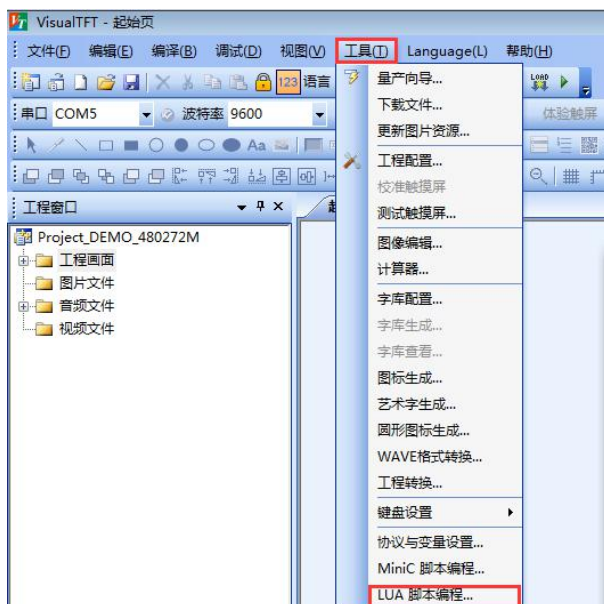 VisualTFT - 起始页
文件(F) 编辑(E) 编译(B) 调试(D) 视图(V) 工具(T) Language(L) 帮助(H)
123 语言
LOAD
串口 COM5 波特率 9600
体验触屏
Aa
工程窗口
起
Project_DEMO_480272M
工程画面
图片文件
音频文件
视频文件
量产向导...
下载文件...
更新图片资源...
工程配置...
校准触摸屏
测试触摸屏...
图像编辑...
计算器...
字库配置...
字库生成...
字库查看...
图标生成...
艺术字生成...
圆形图标生成...
WAVE格式转换...
工程转换...
键盘设置
协议与变量设置...
MiniC 脚本编程...
LUA 脚本编程...